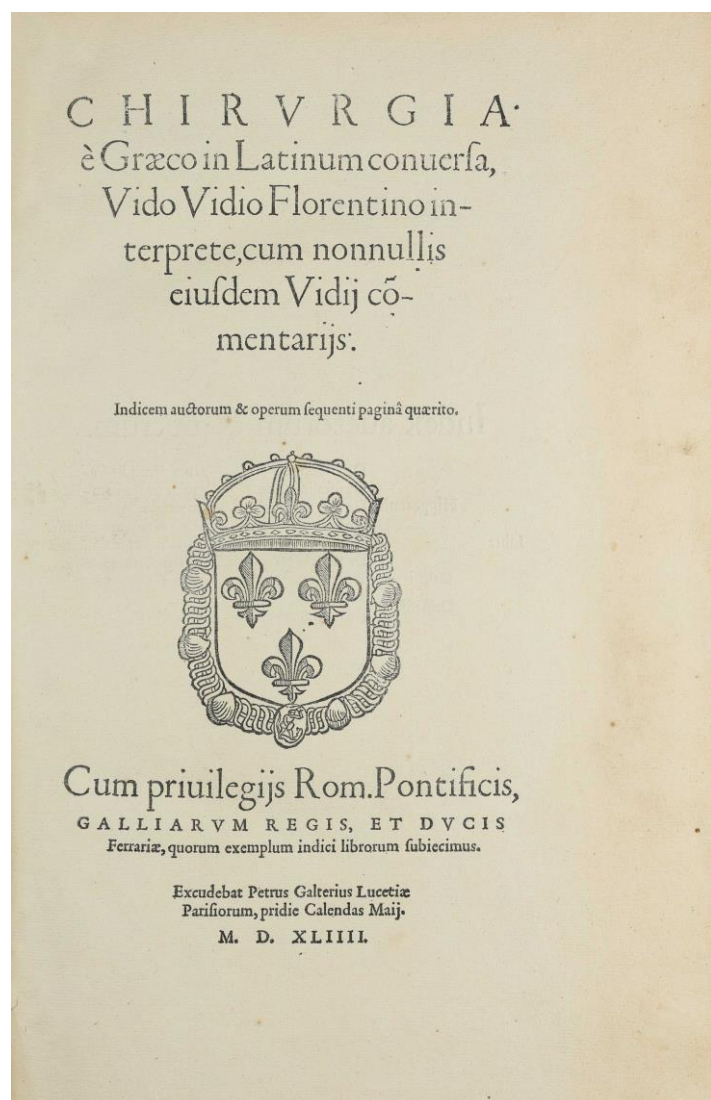 CHIRVRGIA
è Græco in Latinum conuerſa,
Vido Vidio Florentino in-
terprete,cum nonnullis
eiuſdem Vidij cō-
mentarijs.
Indicem auctorum & operum ſequenti paginâ quærito.
Cum priuilegijs Rom.Pontificis,
GALLIARVM REGIS, ET DVCIS
Ferrariæ, quorum exemplum indici librorum ſubiecimus.
Excudebat Petrus Galterius Lucetiæ
Pariſiorum, pridie Calendas Maij.
M. D. XLIIII.